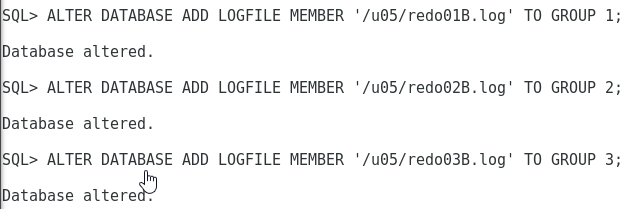 SQL> ALTER DATABASE ADD LOGFILE MEMBER '/u05/redo01B.log' TO GROUP 1;
Database altered.
SQL> ALTER DATABASE ADD LOGFILE MEMBER '/u05/redo02B.log' TO GROUP 2;
Database altered.
SQL> ALTER DATABASE ADD LOGFILE MEMBER '/u05/redo03B.log' TO GROUP 3;
Database altered.